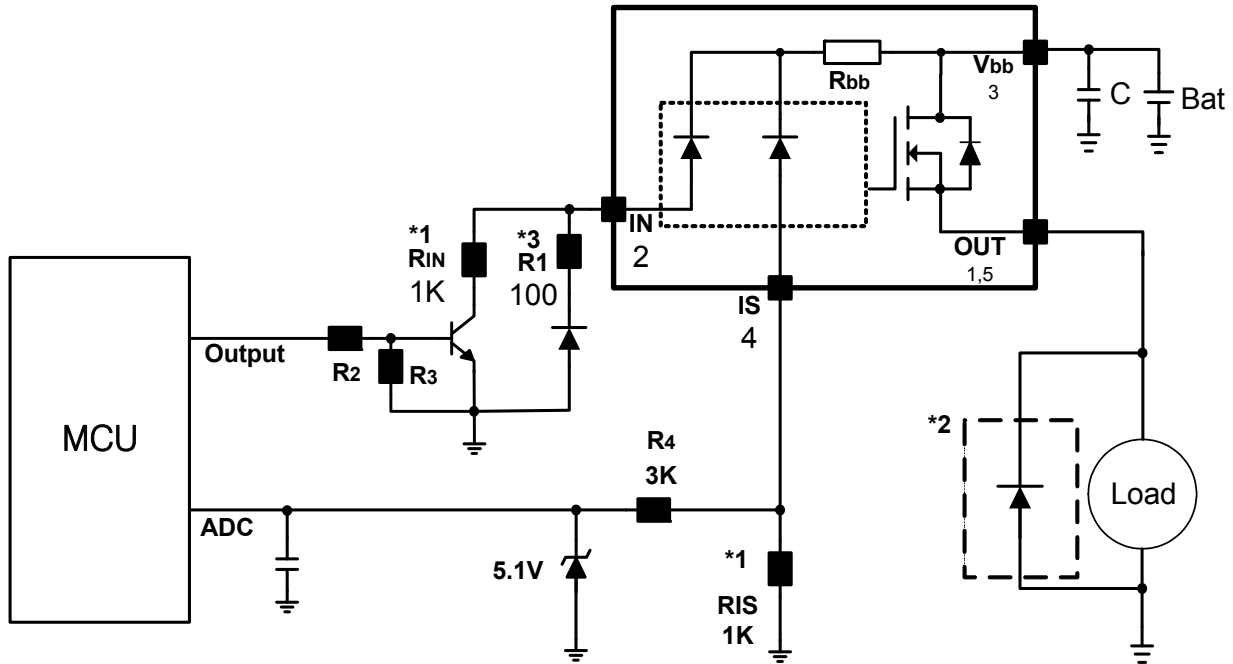 Rbb
Vbb
3
C
Bat
*1
RIN
1K
*3
R1
100
IN
2
OUT
1,5
IS
4
Output
R2
R3
MCU
R4
3K
*2
Load
ADC
5.1V
*1
RIS
1K